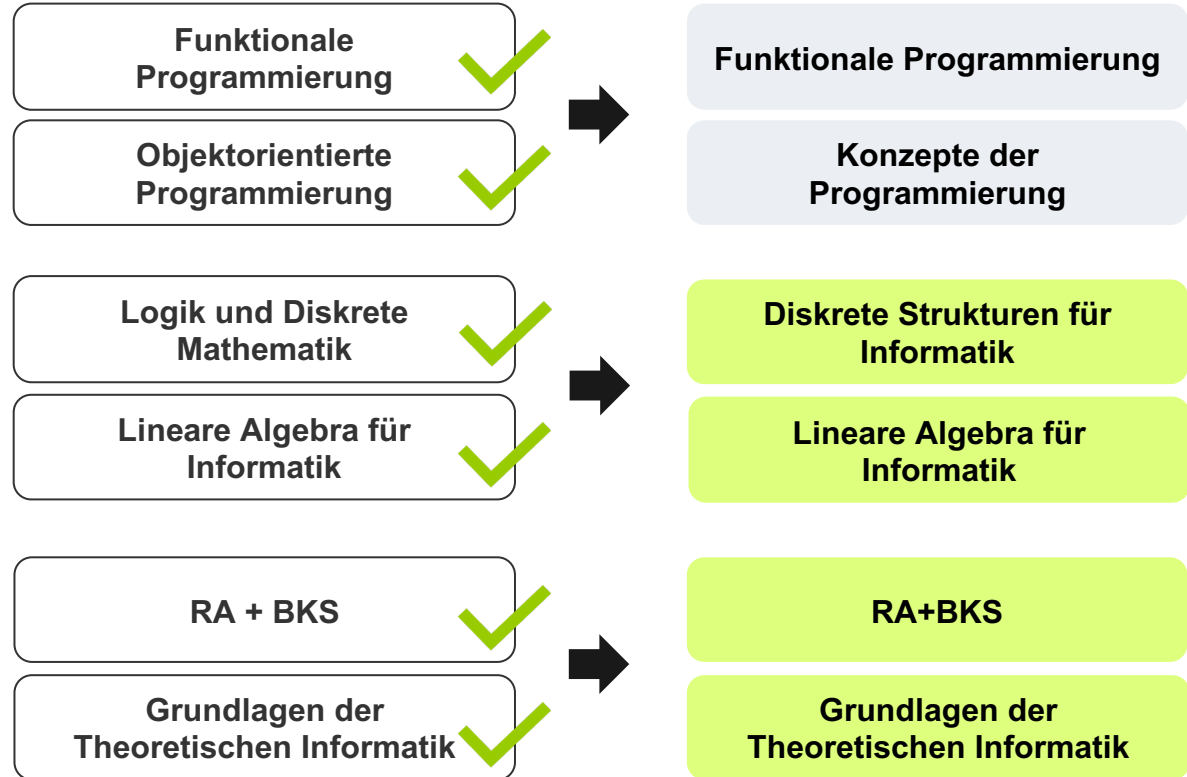 Funktionale
Programmierung
Funktionale Programmierung
Objektorientierte
Programmierung
Konzepte der
Programmierung
Logik und Diskrete
Mathematik
Diskrete Strukturen für
Informatik
Lineare Algebra für
Informatik
Lineare Algebra für
Informatik
RA + BKS
RA+BKS
Grundlagen der
Theoretischen Informatik
Grundlagen der
Theoretischen Informatik